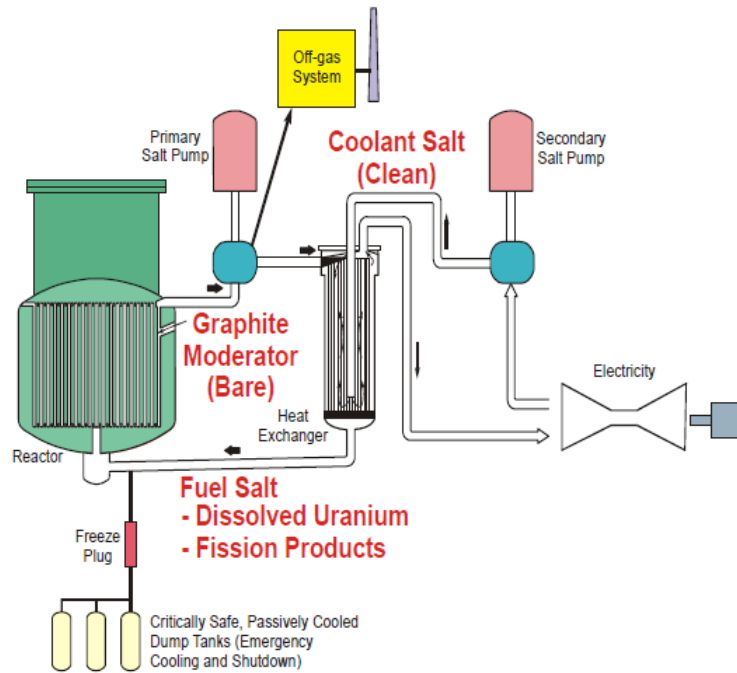 Off-gas
System
Primary
Salt Pump
Coolant Salt
(Clean)
Secondary
Salt Pump
Graphite
Moderator
(Bare)
Electricity
Heat
Exchanger
Reactor
Fuel Salt
- Dissolved Uranium
- Fission Products
Freeze
Plug
Critically Safe, Passively Cooled
Dump Tanks (Emergency
Cooling and Shutdown)